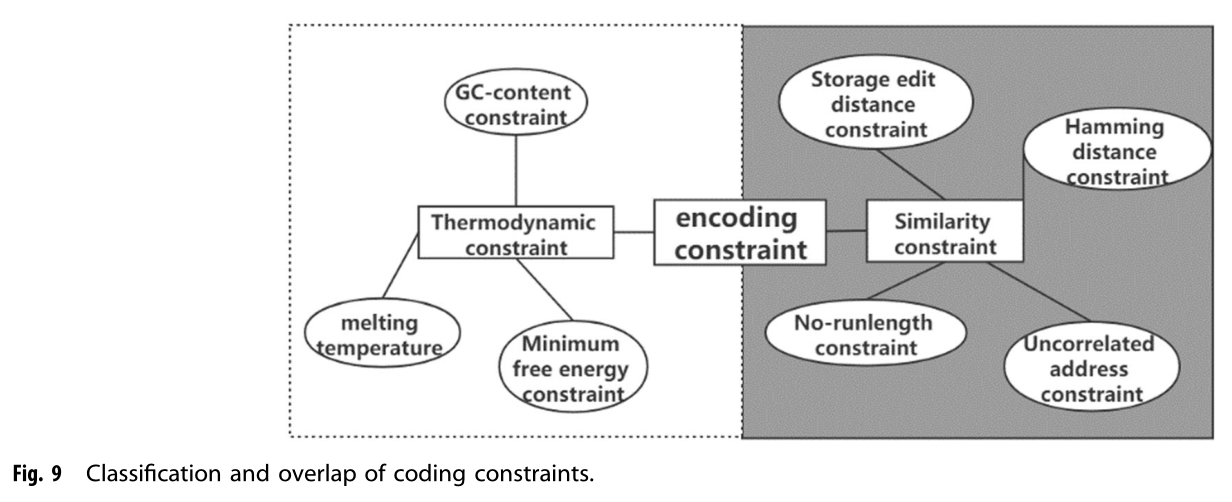 GC-content
constraint
Thermodynamic
constraint
melting
temperature
Minimum
free energy
constraint
encoding
constraint
Storage edit
distance
constraint
Hamming
distance
constraint
Similarity
constraint
No-runlength
constraint
Uncorrelated
address
constraint
Fig. 9 Classification and overlap of coding constraints.